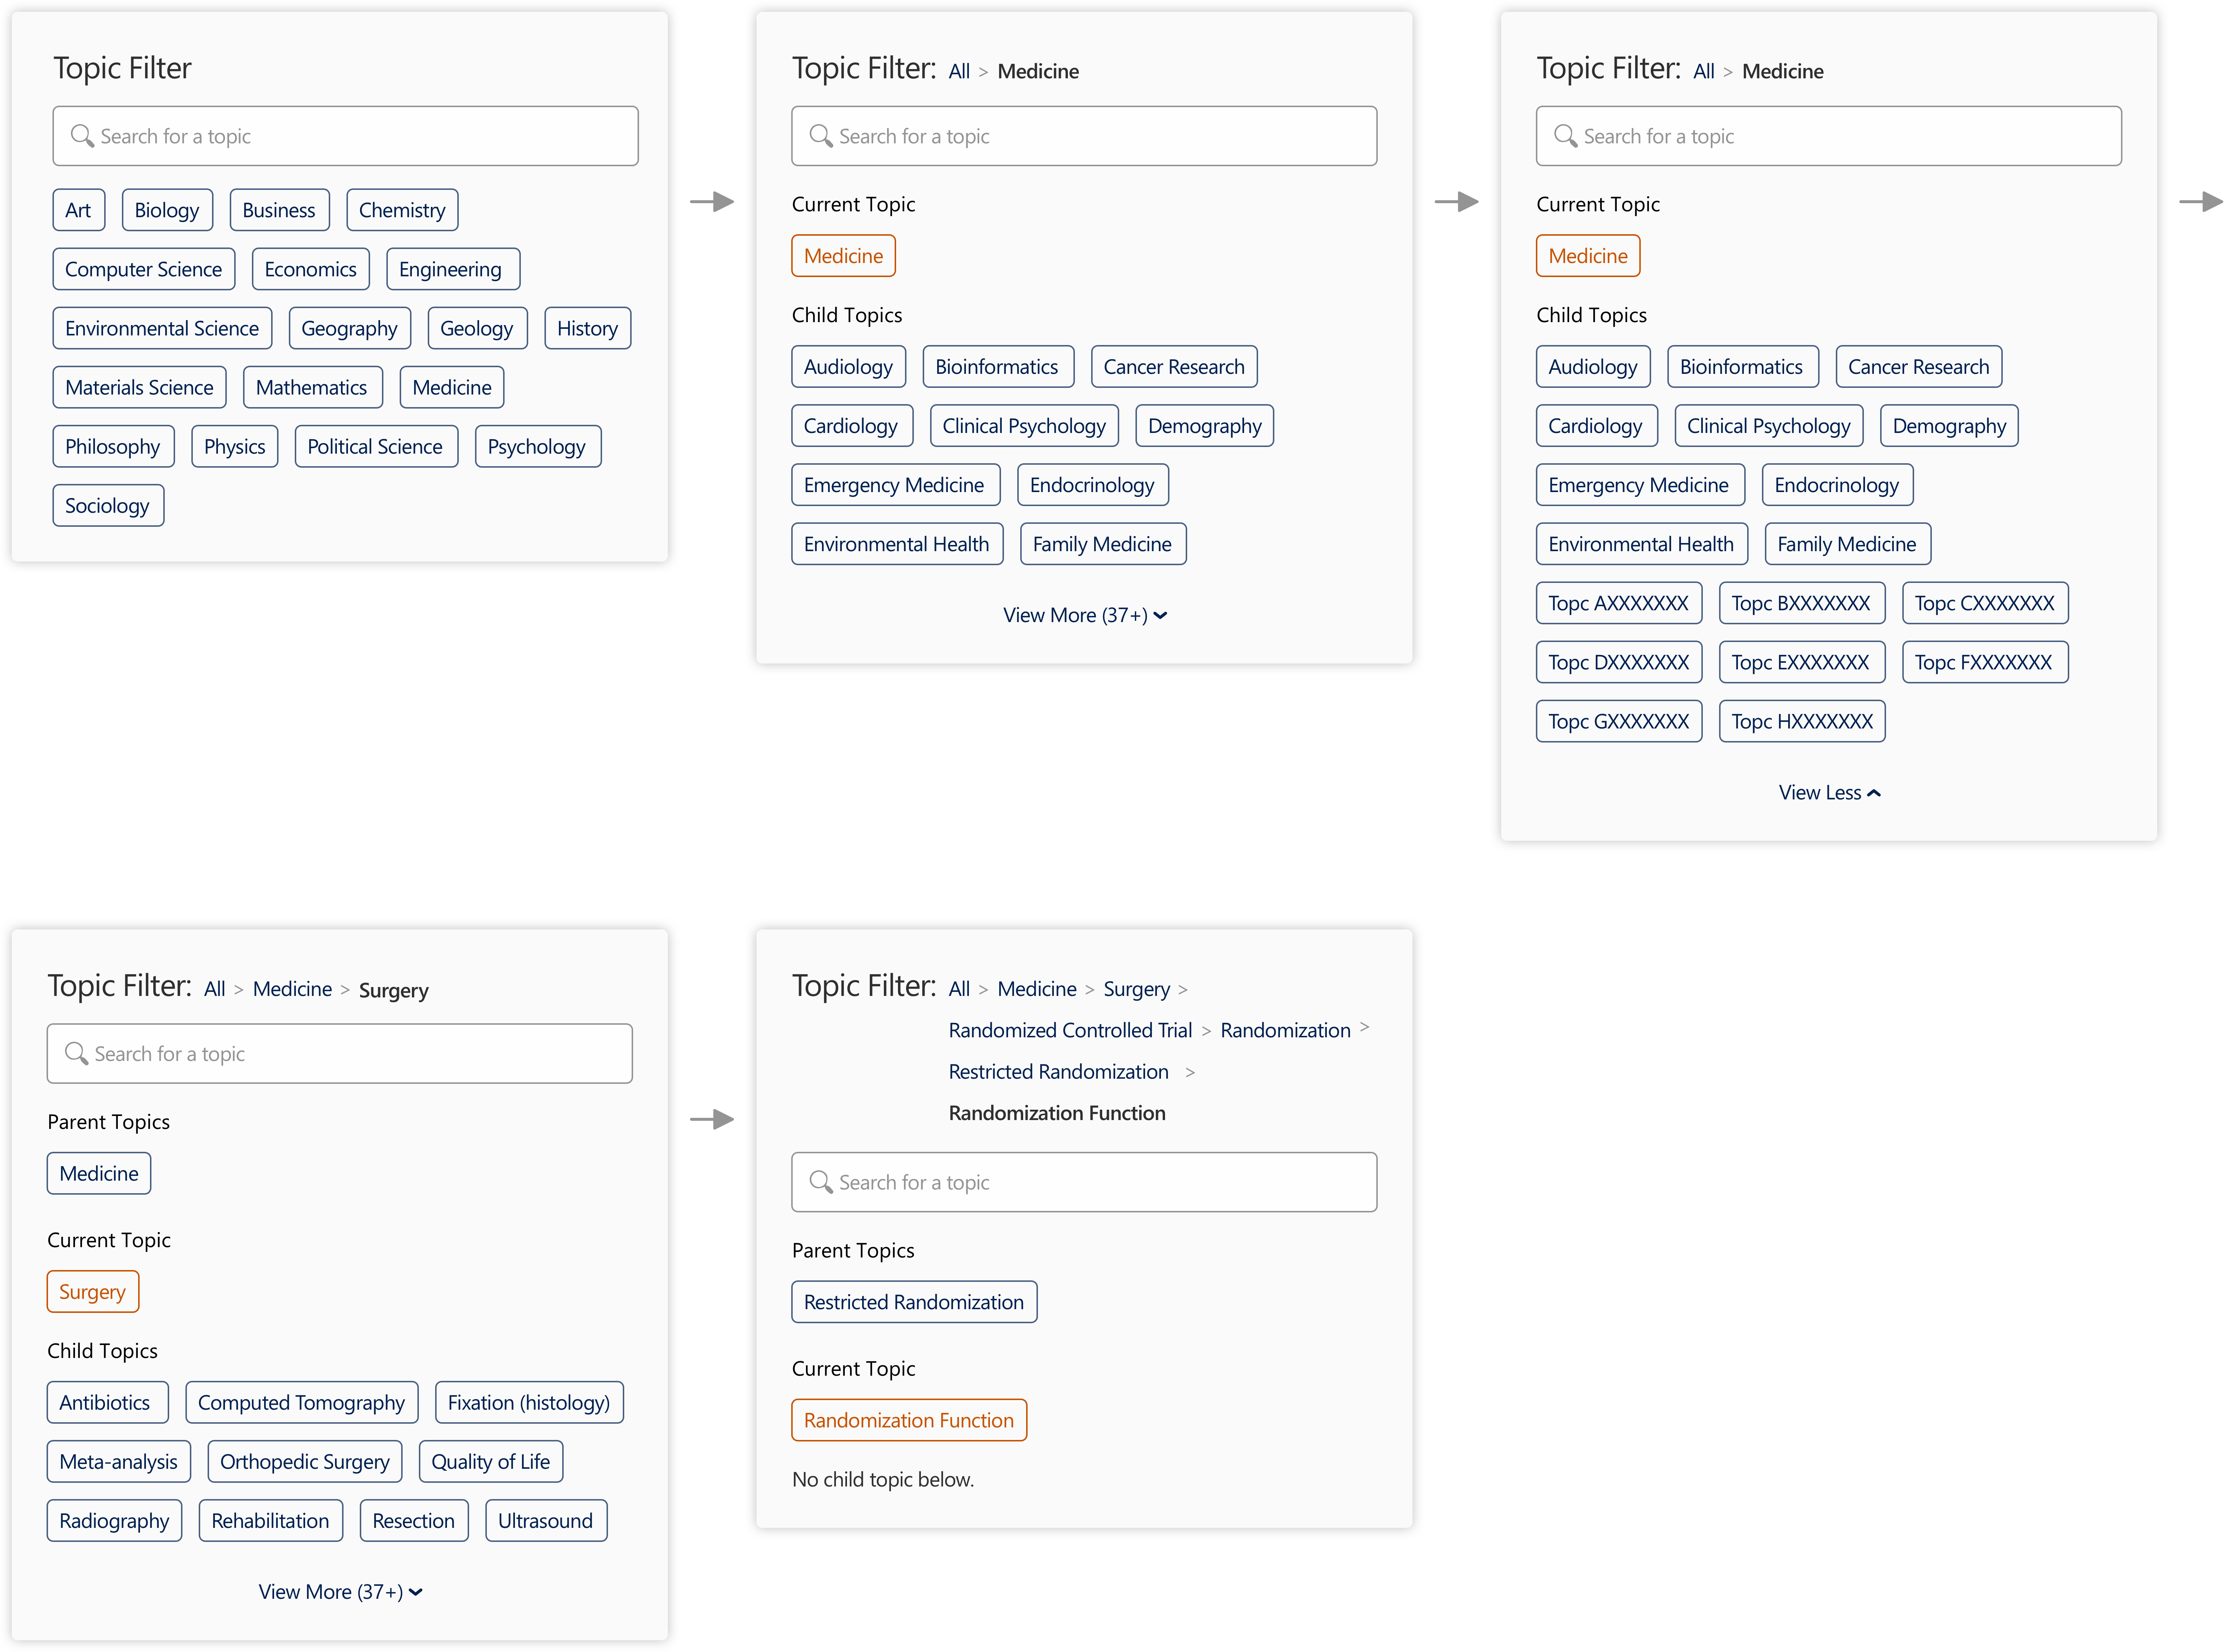 Topic Filter
Search for a topic
Art Biology Business Chemistry
Computer Science Economics Engineering
Environmental Science Geography Geology History
Materials Science Mathematics Medicine
Philosophy Physics Political Science Psychology
Sociology
Topic Filter: All > Medicine
Search for a topic
Current Topic
Medicine
Child Topics
Audiology Bioinformatics Cancer Research
Cardiology Clinical Psychology Demography
Emergency Medicine Endocrinology
Environmental Health Family Medicine
View More (37+)
Topic Filter: All > Medicine
Search for a topic
Current Topic
Medicine
Child Topics
Audiology Bioinformatics Cancer Research
Cardiology Clinical Psychology Demography
Emergency Medicine Endocrinology
Environmental Health Family Medicine
Topc AXXXXXXX Topc BXXXXXXX Topc CXXXXXXX
Topc DXXXXXXX Topc EXXXXXXX Topc FXXXXXXX
Topc GXXXXXXX Topc HXXXXXXX
View Less
Topic Filter: All > Medicine > Surgery
Search for a topic
Parent Topics
Medicine
Current Topic
Surgery
Child Topics
Antibiotics Computed Tomography Fixation (histology)
Meta-analysis Orthopedic Surgery Quality of Life
Radiography Rehabilitation Resection Ultrasound
View More (37+)
Topic Filter: All > Medicine > Surgery >
Randomized Controlled Trial > Randomization >
Restricted Randomization >
Randomization Function
Search for a topic
Parent Topics
Restricted Randomization
Current Topic
Randomization Function
No child topic below.